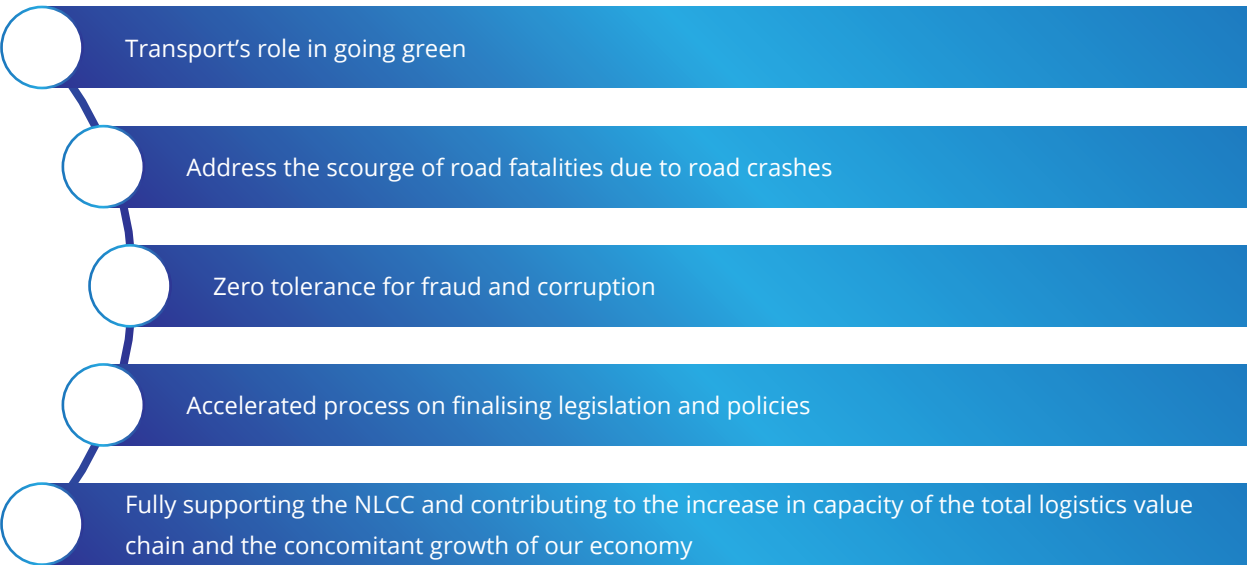 Transport’s role in going green
Address the scourge of road fatalities due to road crashes
Zero tolerance for fraud and corruption
Accelerated process on finalising legislation and policies
Fully supporting the NLCC and contributing to the increase in capacity of the total logistics value
chain and the concomitant growth of our economy